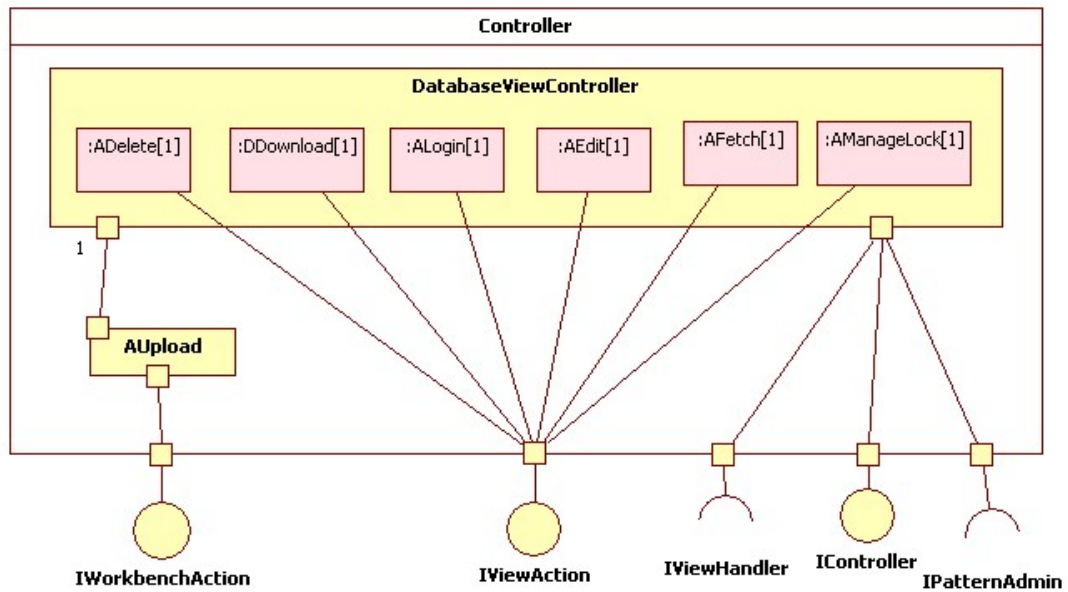 Controller
DatabaseViewController
:ADelete[1]
:DDownload[1]
:ALogin[1]
:AEdit[1]
:AFetch[1]
:AManageLock[1]
1
AUpload
IWorkbenchAction
IViewAction
IViewHandler
IController
IPatternAdmin